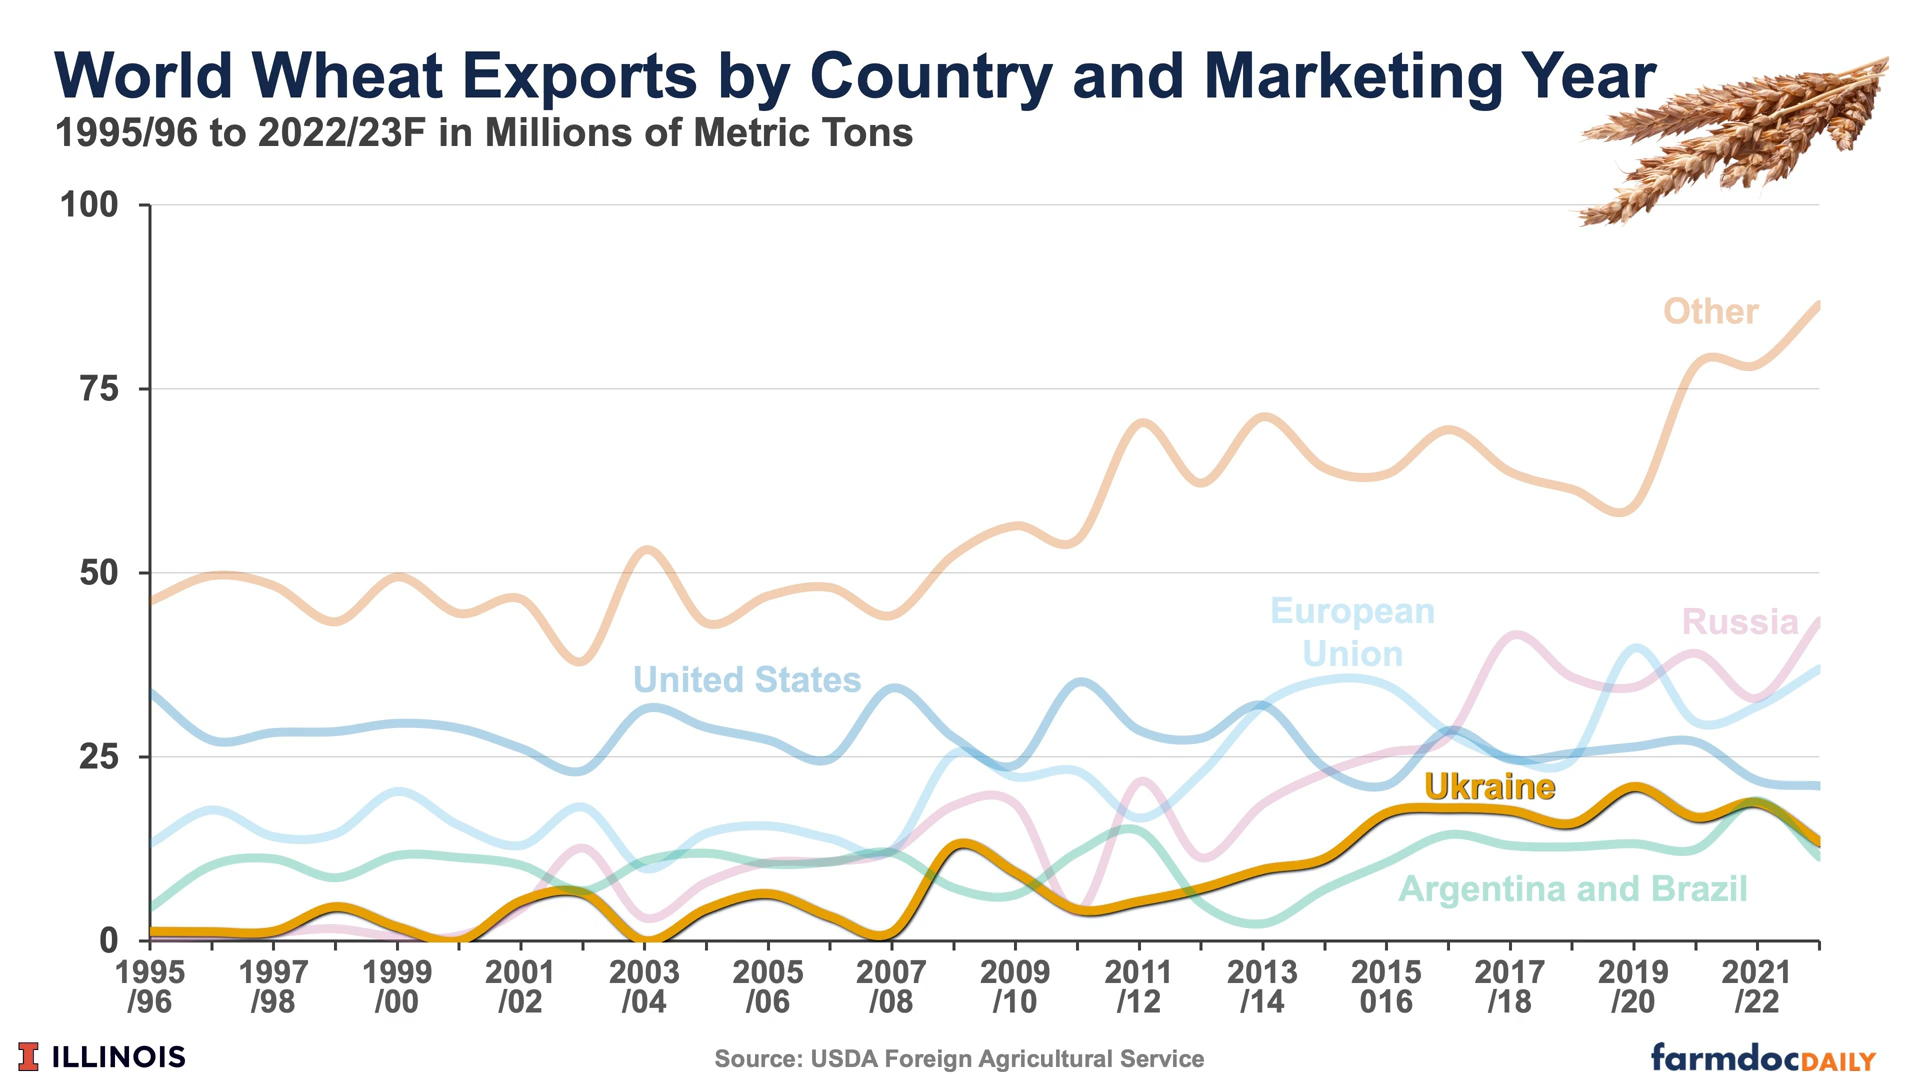 World Wheat Exports by Country and Marketing Year
1995/96 to 2022/23F in Millions of Metric Tons
100
75
50
25
0
Other
European
Union
Russia
United States
Ukraine
Argentina and Brazil
1995 1997 1999 2001 2003 2005 2007 2009 2011 2013 2015 2017 2019 2021
/96 /98 /00 /02 /04 /06 /08 /10 /12 /14 016 /18 /20 /22
I ILLINOIS
Source: USDA Foreign Agricultural Service
farmdocDAILY